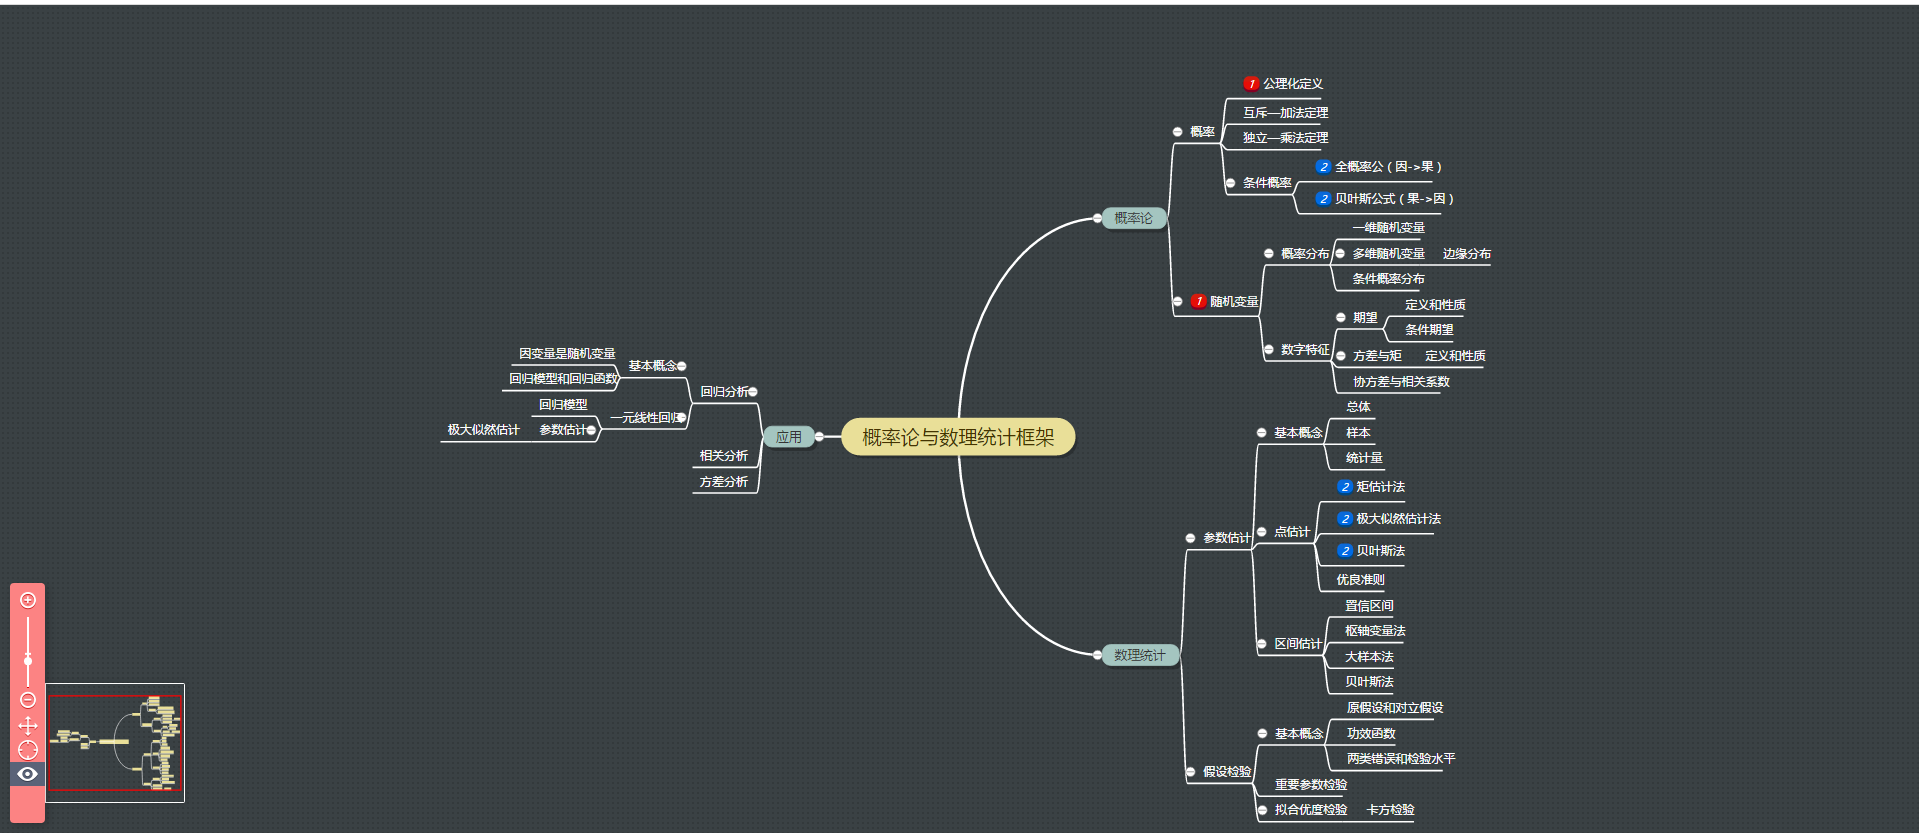 概率论与数理统计框架
概率论
概率
1 公理化定义
互斥—加法定理
独立—乘法定理
条件概率
2 全概率公（因->果）
2 贝叶斯公式（果->因）
1 随机变量
概率分布
一维随机变量
多维随机变量
边缘分布
条件概率分布
数字特征
期望
定义和性质
条件期望
方差与矩
定义和性质
协方差与相关系数
数理统计
参数估计
基本概念
总体
样本
统计量
点估计
2 矩估计法
2 极大似然估计法
2 贝叶斯法
优良准则
区间估计
置信区间
枢轴变量法
大样本法
贝叶斯法
假设检验
基本概念
原假设和对立假设
功效函数
两类错误和检验水平
重要参数检验
拟合优度检验
卡方检验
应用
回归分析
基本概念
因变量是随机变量
回归模型和回归函数
一元线性回归
回归模型
参数估计
极大似然估计
相关分析
方差分析